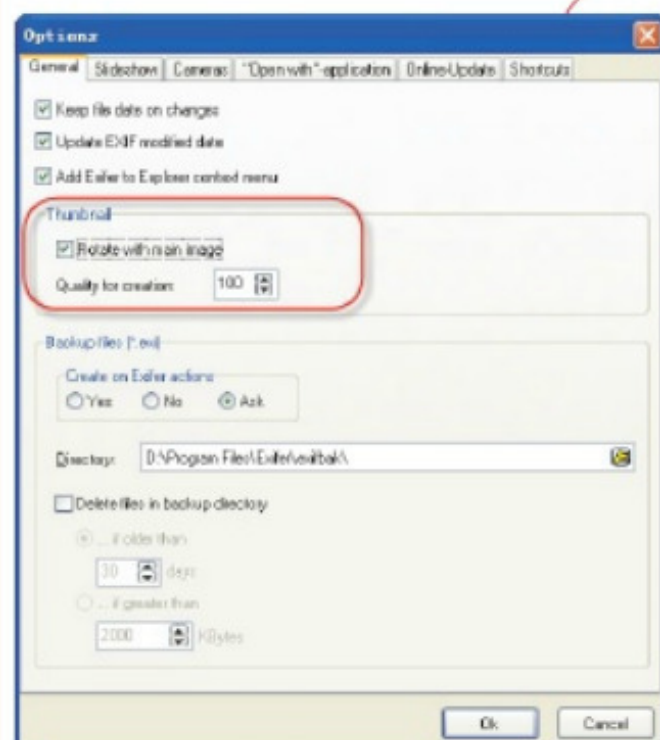 Options
General Slideshow Cameras "Open with"-application Online-Update Shortcuts
Keep file date on changes
Update EXIF modified date
Add Exifer to Explorer context menu
Thumbnail
Rotate with main image
Quality for creation: 100
Backup files (*.exi)
Create on Exifer actions
Yes No Ask
Directory: D:\Program Files\Exifer\exifbak\
Delete files in backup directory
... if older than
30 days
... if greater than
2000 KBytes
Ok Cancel